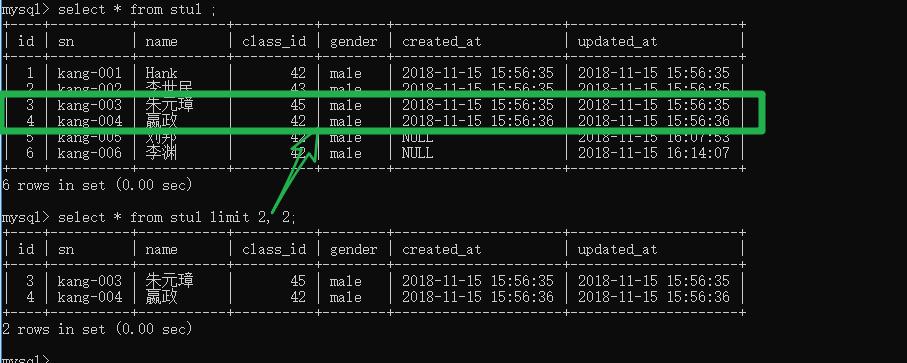 mysql> select * from stu1 ;
+----+----------+--------+----------+--------+---------------------+---------------------+
| id | sn | name | class_id | gender | created_at | updated_at |
+----+----------+--------+----------+--------+---------------------+---------------------+
| 1 | kang-001 | Hank | 42 | male | 2018-11-15 15:56:35 | 2018-11-15 15:56:35 |
| 2 | kang-002 | 李世民 | 43 | male | 2018-11-15 15:56:35 | 2018-11-15 15:56:35 |
| 3 | kang-003 | 朱元璋 | 45 | male | 2018-11-15 15:56:35 | 2018-11-15 15:56:35 |
| 4 | kang-004 | 嬴政 | 42 | male | 2018-11-15 15:56:36 | 2018-11-15 15:56:36 |
| 5 | kang-005 | 刘邦 | 42 | male | NULL | 2018-11-15 16:07:53 |
| 6 | kang-006 | 李渊 | 42 | male | NULL | 2018-11-15 16:14:07 |
+----+----------+--------+----------+--------+---------------------+---------------------+
6 rows in set (0.00 sec)
mysql> select * from stu1 limit 2, 2;
+----+----------+--------+----------+--------+---------------------+---------------------+
| id | sn | name | class_id | gender | created_at | updated_at |
+----+----------+--------+----------+--------+---------------------+---------------------+
| 3 | kang-003 | 朱元璋 | 45 | male | 2018-11-15 15:56:35 | 2018-11-15 15:56:35 |
| 4 | kang-004 | 嬴政 | 42 | male | 2018-11-15 15:56:36 | 2018-11-15 15:56:36 |
+----+----------+--------+----------+--------+---------------------+---------------------+
2 rows in set (0.00 sec)
mysql>